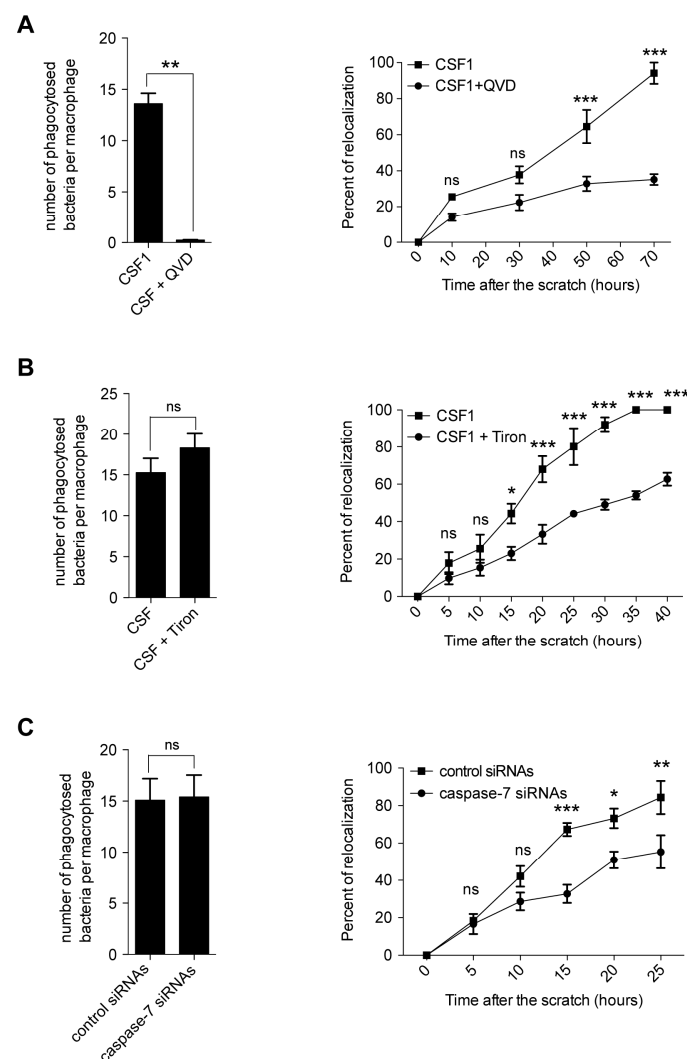 A
number of phagocytosed
bacteria per macrophage
20
15
10
5
0
**
CSF1
CSF + QVD
Percent of relocalization
100
80
60
40
20
0
CSF1
CSF1+QVD
ns
ns
***
***
0
10
20
30
40
50
60
70
Time after the scratch (hours)
B
number of phagocytosed
bacteria per macrophage
25
20
15
10
5
0
ns
CSF
CSF + Tiron
Percent of relocalization
100
80
60
40
20
0
CSF1
CSF1 + Tiron
ns
ns
*
***
***
***
***
***
0
5
10
15
20
25
30
35
40
Time after the scratch (hours)
C
number of phagocytosed
bacteria per macrophage
20
15
10
5
0
ns
control siRNAs
caspase-7 siRNAs
Percent of relocalization
100
80
60
40
20
0
control siRNAs
caspase-7 siRNAs
ns
ns
***
*
**
0
5
10
15
20
25
Time after the scratch (hours)